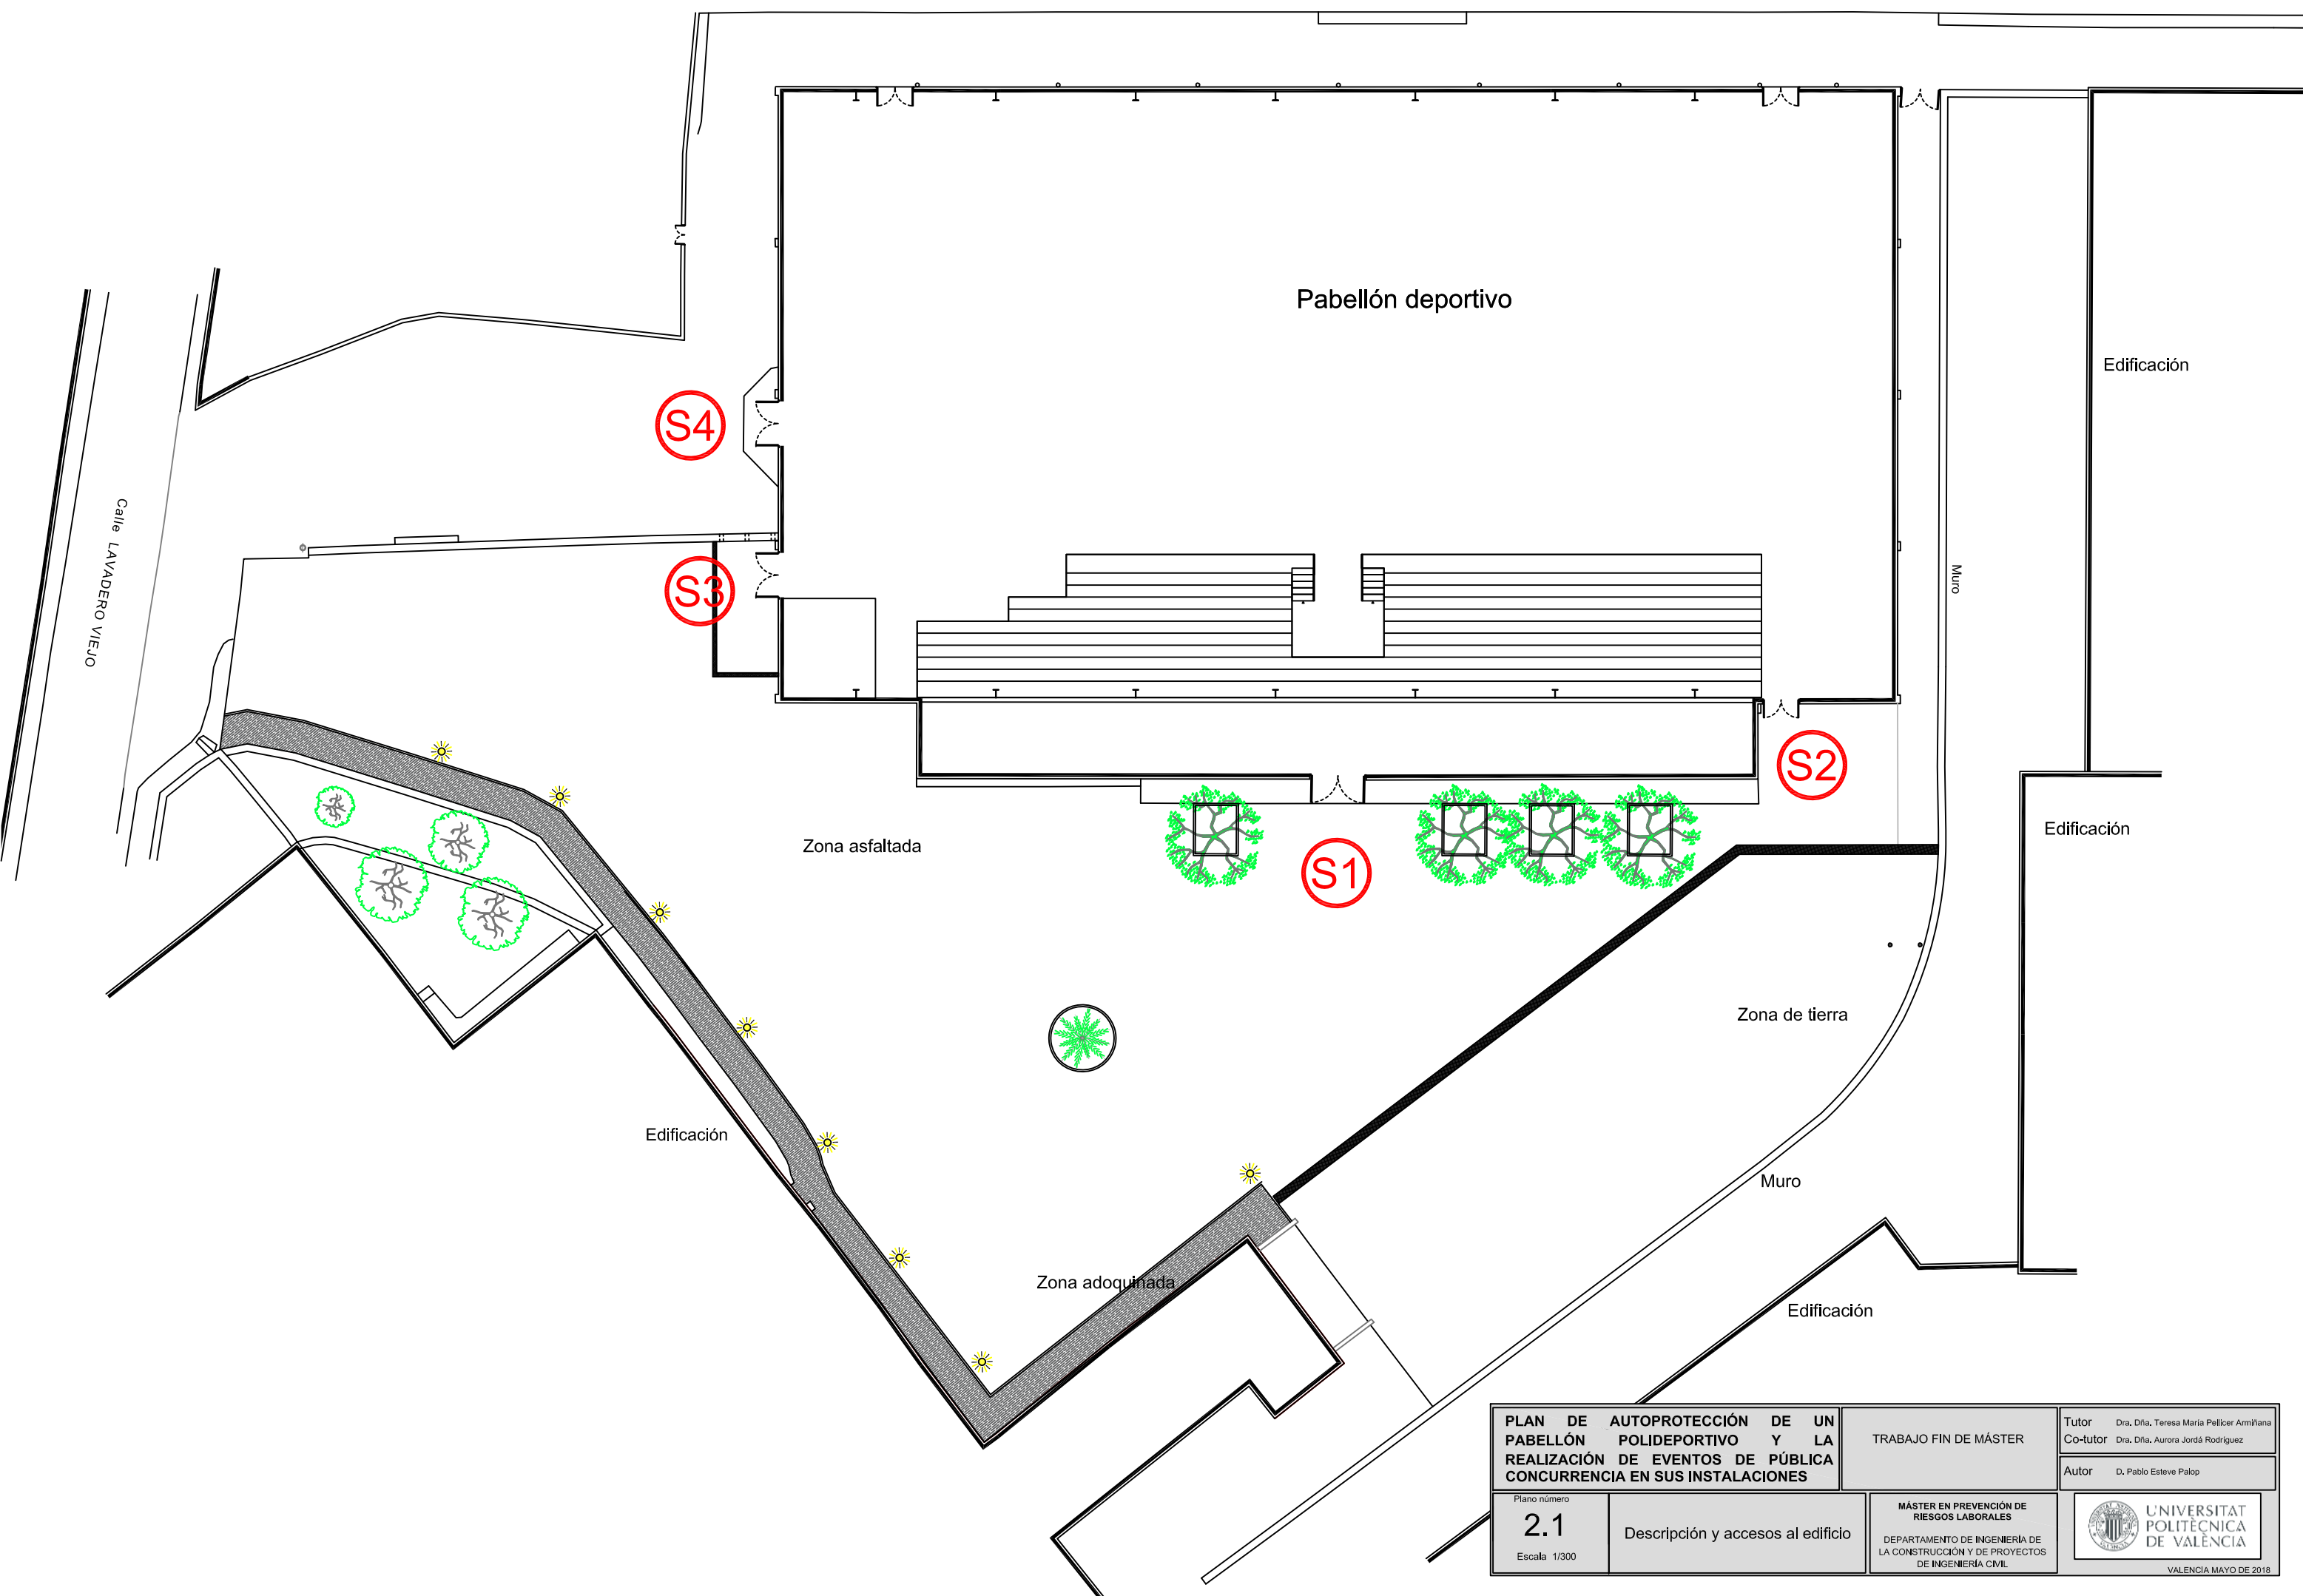 Pabellón deportivo
Edificación
S4
Calle LAVADERO VIEJO
S3
Muro
S2
Edificación
Zona asfaltada
S1
Zona de tierra
Edificación
Muro
Zona adoquinada
Edificación
PLAN DE AUTOPROTECCIÓN DE UN
PABELLÓN POLIDEPORTIVO Y LA
REALIZACIÓN DE EVENTOS DE PÚBLICA
CONCURRENCIA EN SUS INSTALACIONES
TRABAJO FIN DE MÁSTER
Tutor Dra. Dña. Teresa María Pellicer Armiñana
Co-tutor Dra. Dña. Aurora Jordá Rodríguez
Autor D. Pablo Esteve Palop
Plano número
2.1
Escala 1/300
Descripción y accesos al edificio
MÁSTER EN PREVENCIÓN DE
RIESGOS LABORALES
DEPARTAMENTO DE INGENIERÍA DE
LA CONSTRUCCIÓN Y DE PROYECTOS
DE INGENIERÍA CIVIL
UNIVERSITAT
POLITÈCNICA
DE VALÈNCIA
VALENCIA MAYO DE 2018